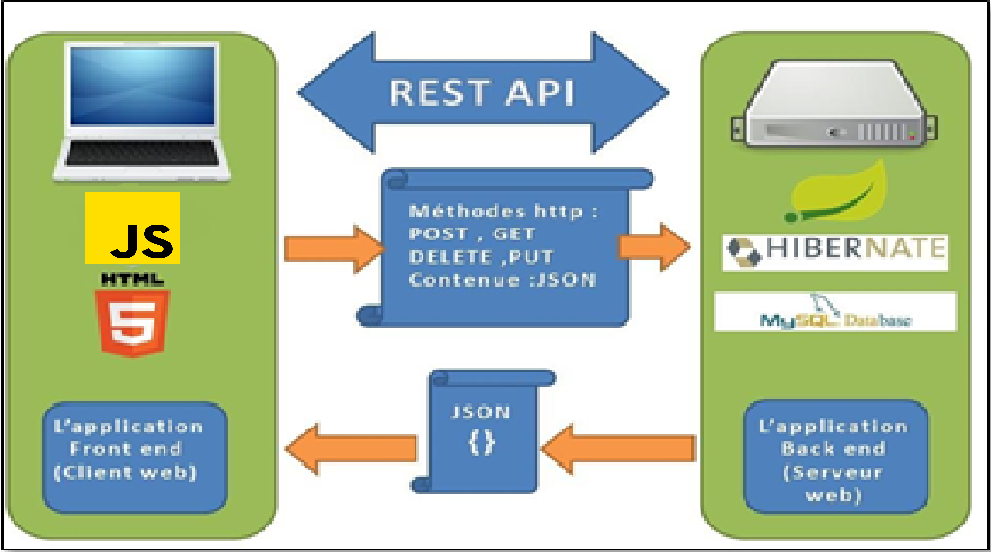 REST API
JS
HTML
5
Méthodes http :
POST , GET
DELETE ,PUT
Contenue :JSON
HIBERNATE
MySQL Database
JSON
{}
L'application
Front end
(Client web)
L'application
Back end
(Serveur
web)